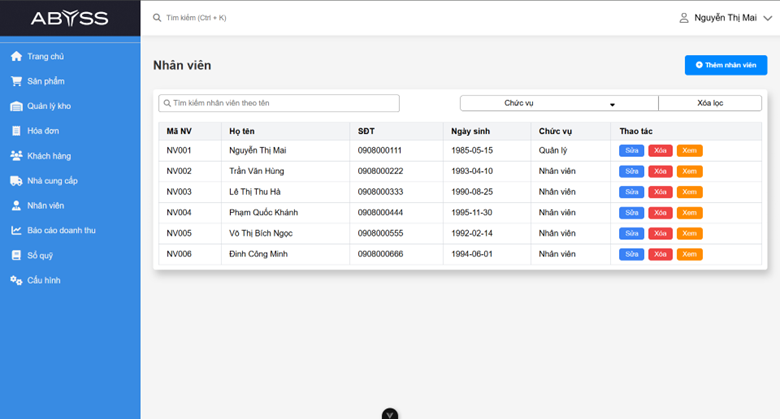 ABYSS
Tìm kiếm (Ctrl + K)
Nguyễn Thị Mai
Trang chủ
Sản phẩm
Quản lý kho
Hóa đơn
Khách hàng
Nhà cung cấp
Nhân viên
Báo cáo doanh thu
Sổ quỹ
Cấu hình
Nhân viên
Thêm nhân viên
Tìm kiếm nhân viên theo tên
Chức vụ
Xóa lọc
Mã NV Họ tên SĐT Ngày sinh Chức vụ Thao tác
NV001 Nguyễn Thị Mai 0908000111 1985-05-15 Quản lý Sửa Xóa Xem
NV002 Trần Văn Hùng 0908000222 1993-04-10 Nhân viên Sửa Xóa Xem
NV003 Lê Thị Thu Hà 0908000333 1990-08-25 Nhân viên Sửa Xóa Xem
NV004 Phạm Quốc Khánh 0908000444 1995-11-30 Nhân viên Sửa Xóa Xem
NV005 Võ Thị Bích Ngọc 0908000555 1992-02-14 Nhân viên Sửa Xóa Xem
NV006 Đinh Công Minh 0908000666 1994-06-01 Nhân viên Sửa Xóa Xem